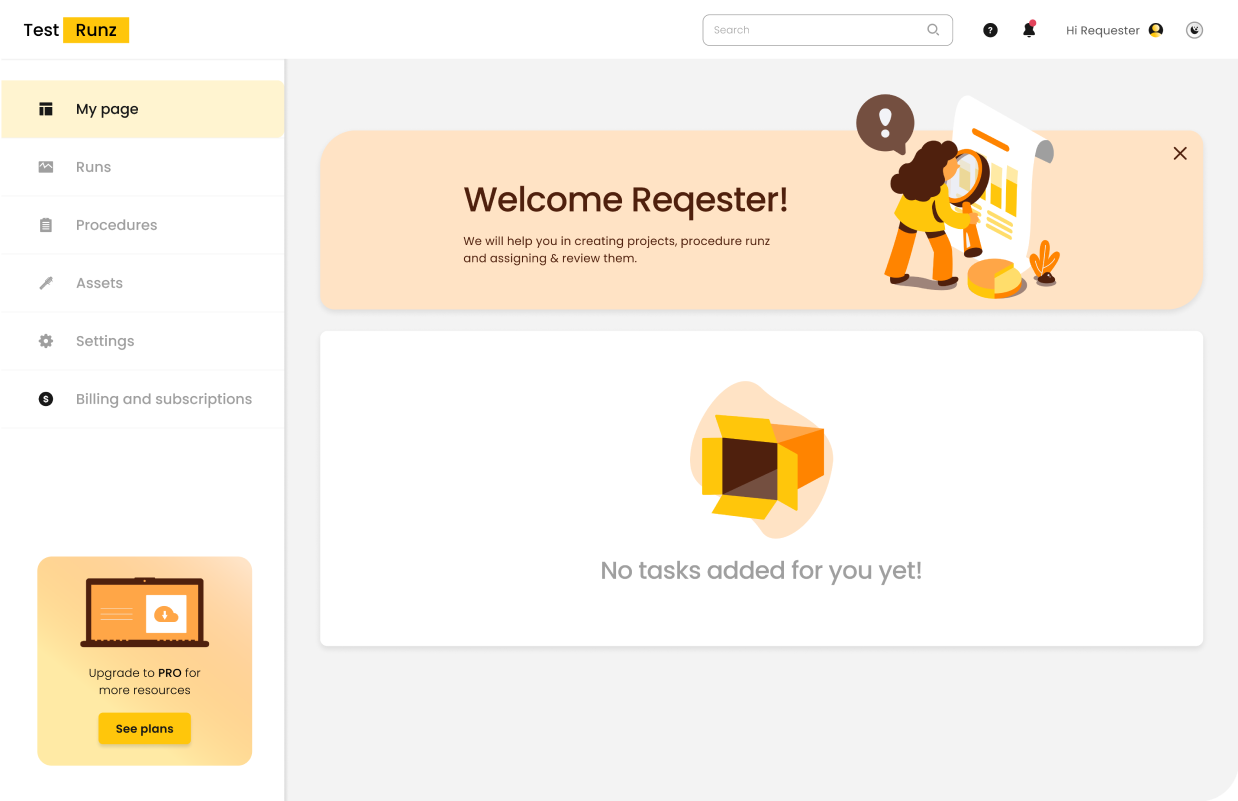 Test Runz
Search
?
Hi Requester
My page
Runs
Procedures
Assets
Settings
$ Billing and subscriptions
Welcome Reqester!
We will help you in creating projects, procedure runz
and assigning & review them.
!
No tasks added for you yet!
Upgrade to PRO for
more resources
See plans